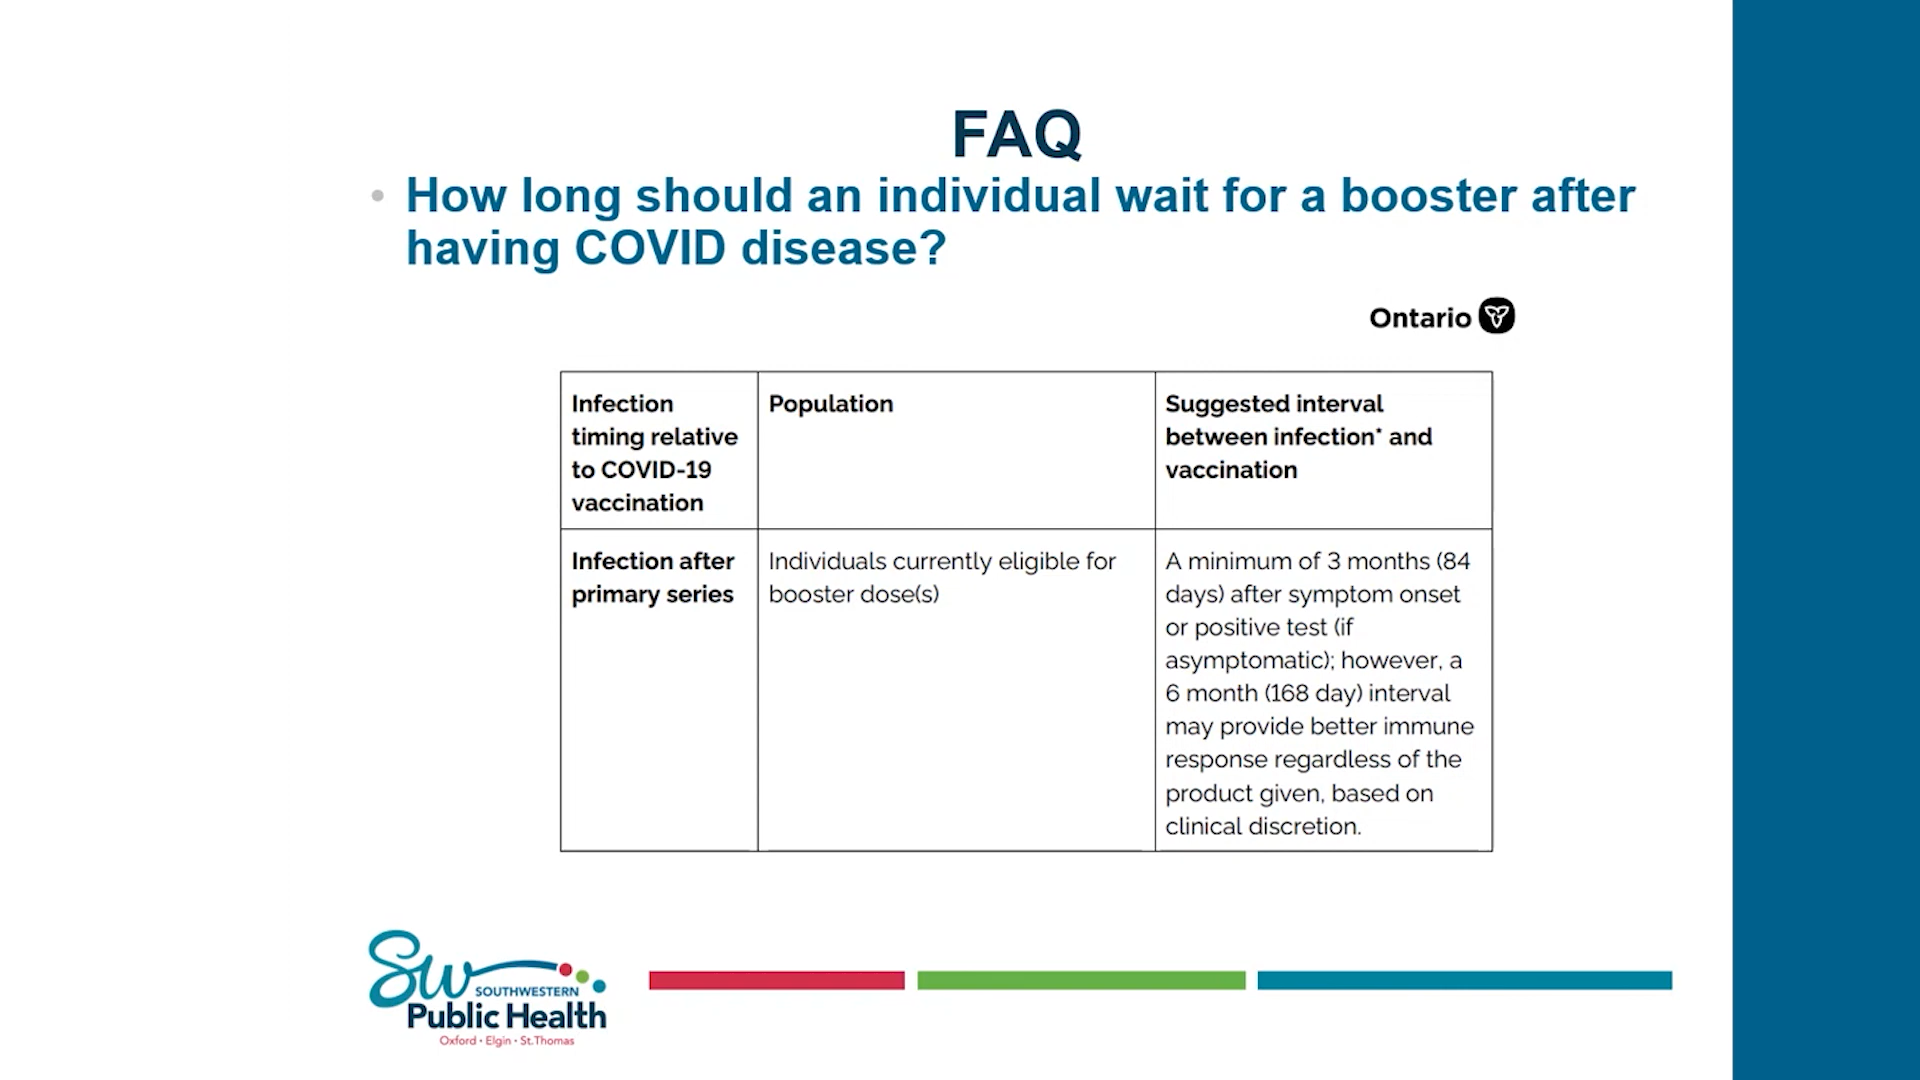 FAQ
• How long should an individual wait for a booster after
having COVID disease?
Ontario
Infection
timing relative
to COVID-19
vaccination
Population
Suggested interval
between infection* and
vaccination
Infection after
primary series
Individuals currently eligible for
booster dose(s)
A minimum of 3 months (84
days) after symptom onset
or positive test (if
asymptomatic); however, a
6 month (168 day) interval
may provide better immune
response regardless of the
product given, based on
clinical discretion.
Sw
SOUTHWESTERN
Public Health
Oxford • Elgin • St.Thomas